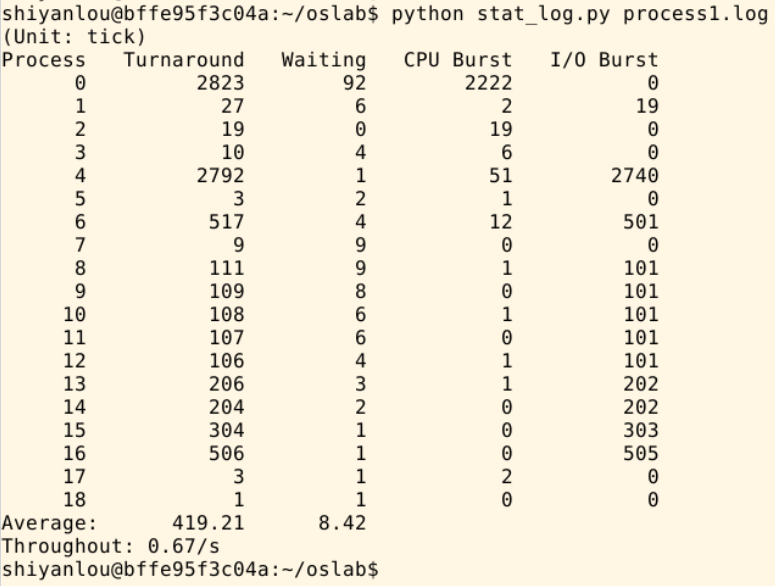 shiyanlou@bffe95f3c04a:~/oslab$ python stat_log.py process1.log
(Unit: tick)
Process   Turnaround   Waiting   CPU Burst   I/O Burst
      0         2823        92        2222           0
      1           27         6           2          19
      2           19         0          19           0
      3           10         4           6           0
      4         2792         1          51        2740
      5            3         2           1           0
      6          517         4          12         501
      7            9         9           0           0
      8          111         9           1         101
      9          109         8           0         101
     10          108         6           1         101
     11          107         6           0         101
     12          106         4           1         101
     13          206         3           1         202
     14          204         2           0         202
     15          304         1           0         303
     16          506         1           0         505
     17            3         1           2           0
     18            1         1           0           0
Average:      419.21      8.42
Throughout: 0.67/s
shiyanlou@bffe95f3c04a:~/oslab$